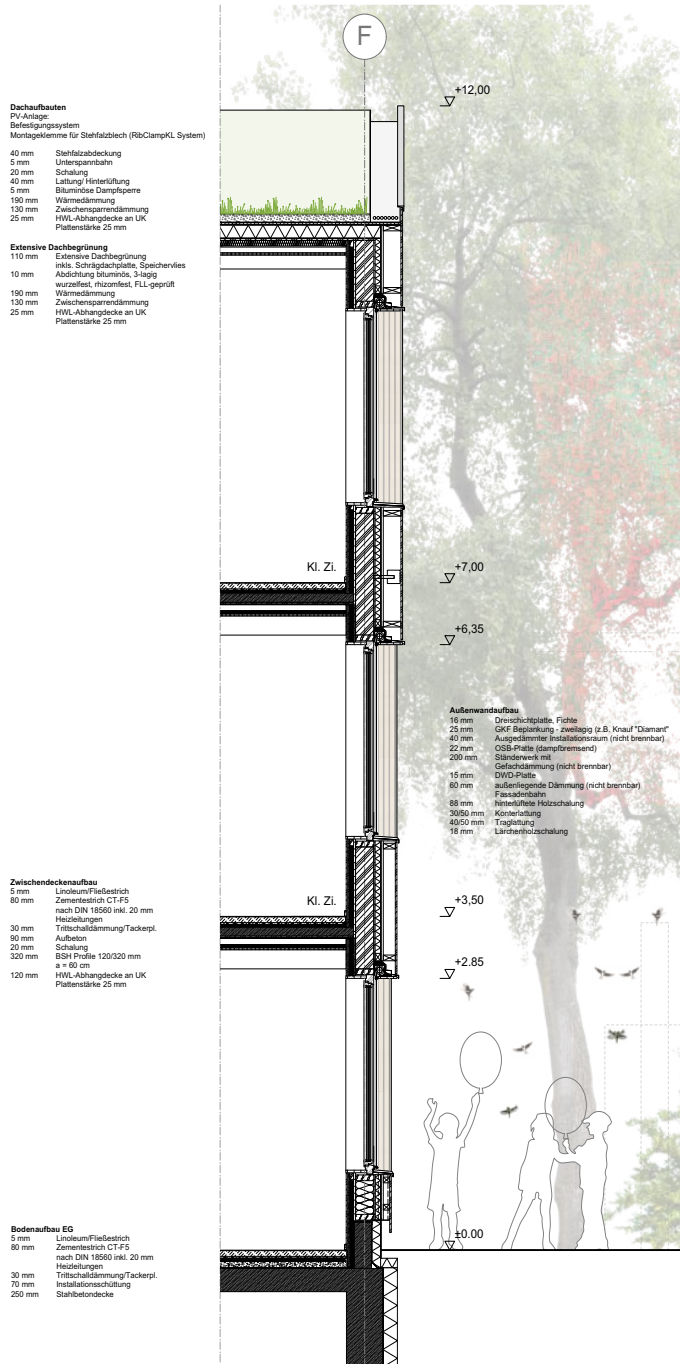 F
+12,00
Dachaufbauten
PV-Anlage:
Befestigungssystem
Montageklemme für Stehfalzblech (RibClampKL System)
40 mm Stehfalzabdeckung
5 mm Unterspannbahn
20 mm Schalung
40 mm Lattung/ Hinterlüftung
5 mm Bituminöse Dampfsperre
190 mm Wärmedämmung
130 mm Zwischensparrendämmung
25 mm HWL-Abhangdecke an UK
Plattenstärke 25 mm
Extensive Dachbegrünung
110 mm Extensive Dachbegrünung
inkls. Schrägdachplatte, Speichervlies
10 mm Abdichtung bituminös, 3-lagig
wurzelfest, rhizomfest, FLL-geprüft
190 mm Wärmedämmung
130 mm Zwischensparrendämmung
25 mm HWL-Abhangdecke an UK
Plattenstärke 25 mm
Kl. Zi.
+7,00
+6,35
Außenwandaufbau
16 mm Dreischichtplatte, Fichte
25 mm GKF Beplankung - zweilagig (z.B. Knauf "Diamant"
40 mm Ausgedämmter Installationsraum (nicht brennbar)
22 mm OSB-Platte (dampfbremsend)
200 mm Ständerwerk mit
Gefachdämmung (nicht brennbar)
15 mm DWD-Platte
60 mm außenliegende Dämmung (nicht brennbar)
Fassadenbahn
88 mm hinterlüftete Holzschalung
30/50 mm Konterlattung
40/50 mm Traglattung
18 mm Lärchenholzschalung
Zwischendeckenaufbau
5 mm Linoleum/Fließestrich
80 mm Zementestrich CT-F5
nach DIN 18560 inkl. 20 mm
Heizleitungen
30 mm Trittschalldämmung/Tackerpl.
90 mm Aufbeton
20 mm Schalung
320 mm BSH Profile 120/320 mm
a = 60 cm
120 mm HWL-Abhangdecke an UK
Plattenstärke 25 mm
Kl. Zi.
+3,50
+2.85
Bodenaufbau EG
5 mm Linoleum/Fließestrich
80 mm Zementestrich CT-F5
nach DIN 18560 inkl. 20 mm
Heizleitungen
30 mm Trittschalldämmung/Tackerpl.
70 mm Installationsschüttung
250 mm Stahlbetondecke
±0.00